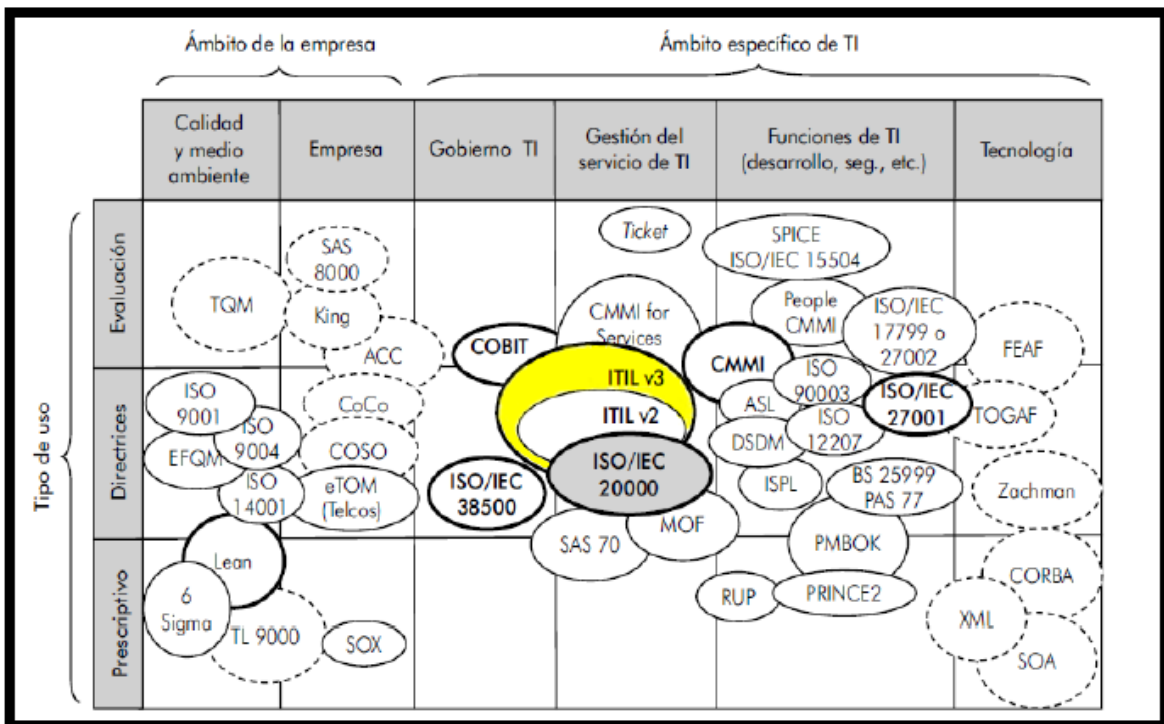 Ámbito de la empresa
Ámbito específico de TI
Calidad
y medio
ambiente
Empresa
Gobierno TI
Gestión del
servicio de TI
Funciones de TI
(desarrollo, seg., etc.)
Tecnología
Tipo de uso
Evaluación
TQM
SAS
8000
King
ACC
COBIT
Ticket
CMMI for
Services
SPICE
ISO/IEC 15504
People
CMMI
ISO/IEC
17799 o
27002
CMMI
FEAF
Directrices
ISO
9001
ISO
9004
EFQM
ISO
14001
CoCo
COSO
eTOM
(Telcos)
ISO/IEC
38500
ITIL v3
ITIL v2
ISO/IEC
20000
MOF
ISO
90003
ASL
ISO
12207
DSDM
ISPL
ISO/IEC
27001
BS 25999
PAS 77
TOGAF
Zachman
Prescriptivo
Lean
6
Sigma
TL 9000
SOX
SAS 70
PMBOK
RUP
PRINCE2
CORBA
XML
SOA